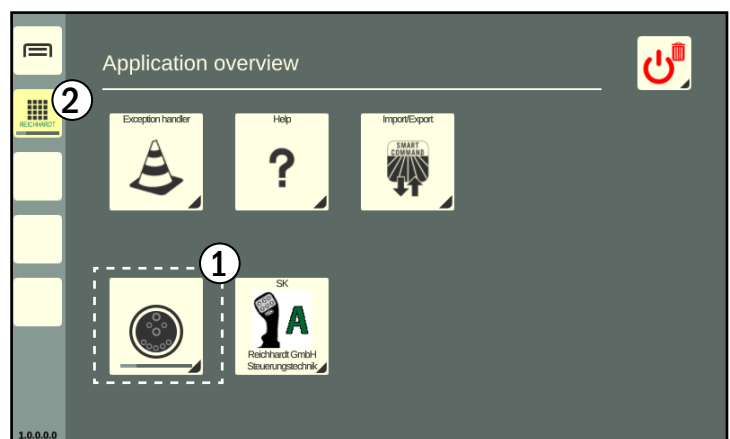 Application overview
2
REICHHARDT
Exception handler
Help
?
Import/Export
SMART
COMMAND
1
SK
A
Reichhardt GmbH
Steuerungstechnik
1.0.0.0.0